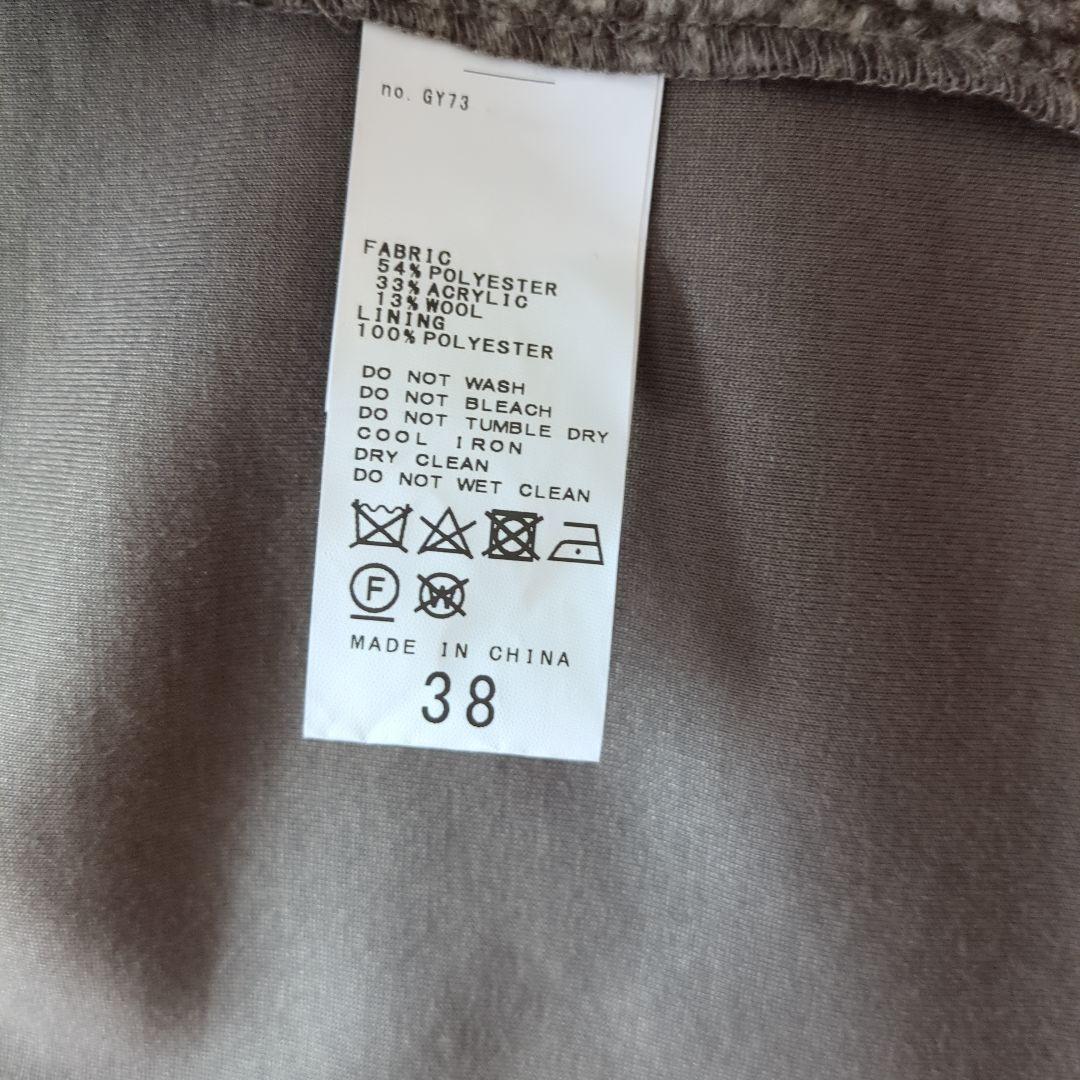 no. GY73
FABRIC
54% POLYESTER
33% ACRYLIC
13% WOOL
LINING
100% POLYESTER
DO NOT WASH
DO NOT BLEACH
DO NOT TUMBLE DRY
COOL IRON
DRY CLEAN
DO NOT WET CLEAN
F W
MADE IN CHINA
38